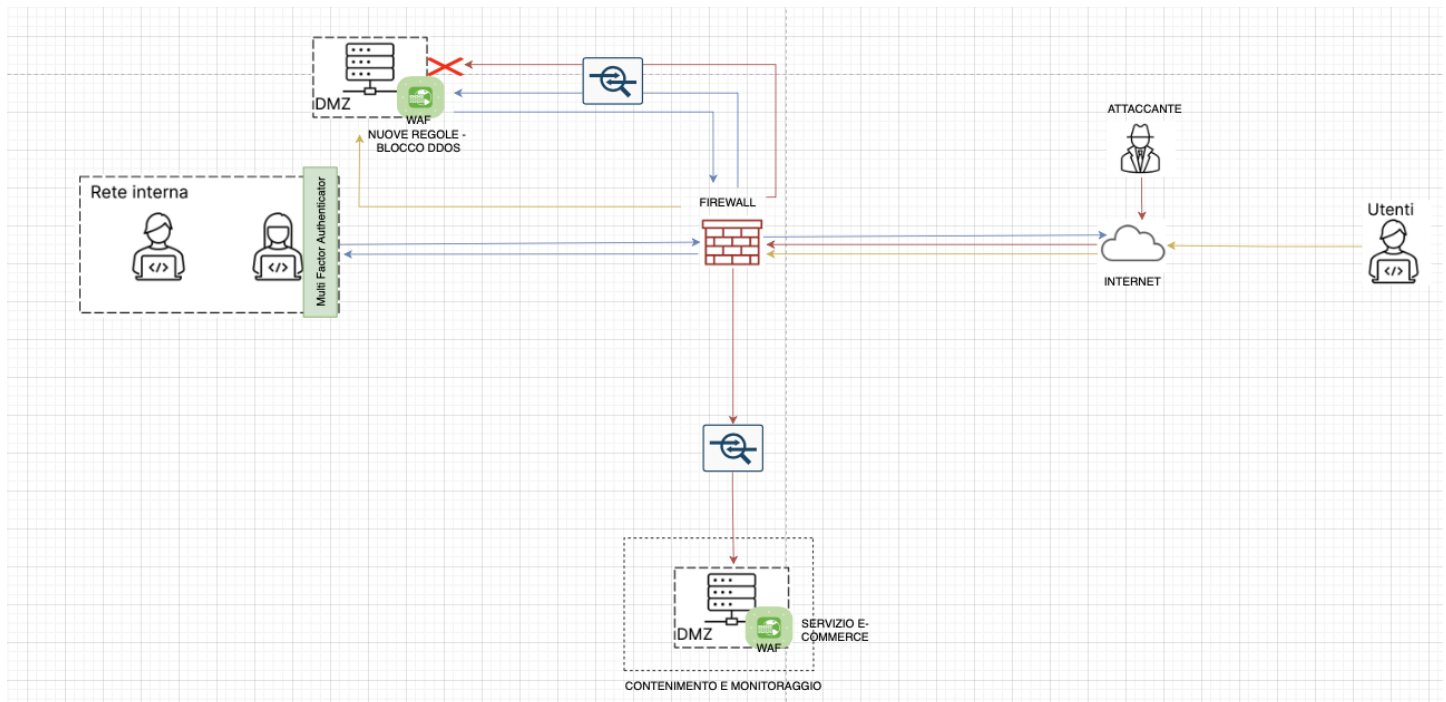 DMZ
WAF
NUOVE REGOLE -
BLOCCO DDOS
ATTACCANTE
Rete interna
Multi Factor Authenticator
FIREWALL
Utenti
INTERNET
DMZ
WAF
SERVIZIO E-
COMMERCE
CONTENIMENTO E MONITORAGGIO